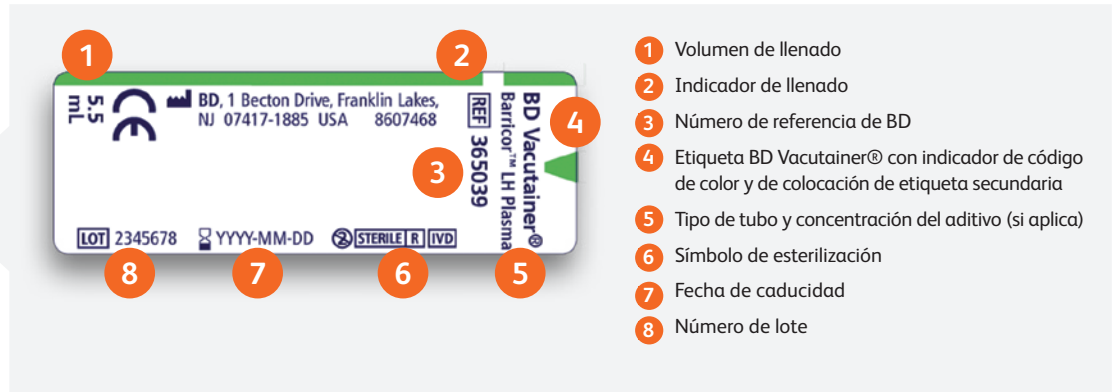 1
2
5.5
mL
CE
BD, 1 Becton Drive, Franklin Lakes,
NJ 07417-1885 USA 8607468
REF 365039
BD Vacutainer®
Barricor™ LH Plasma
4
3
LOT 2345678
YYYY-MM-DD
2 STERILE R IVD
8
7
6
5
1 Volumen de llenado
2 Indicador de llenado
3 Número de referencia de BD
4 Etiqueta BD Vacutainer® con indicador de código
de color y de colocación de etiqueta secundaria
5 Tipo de tubo y concentración del aditivo (si aplica)
6 Símbolo de esterilización
7 Fecha de caducidad
8 Número de lote